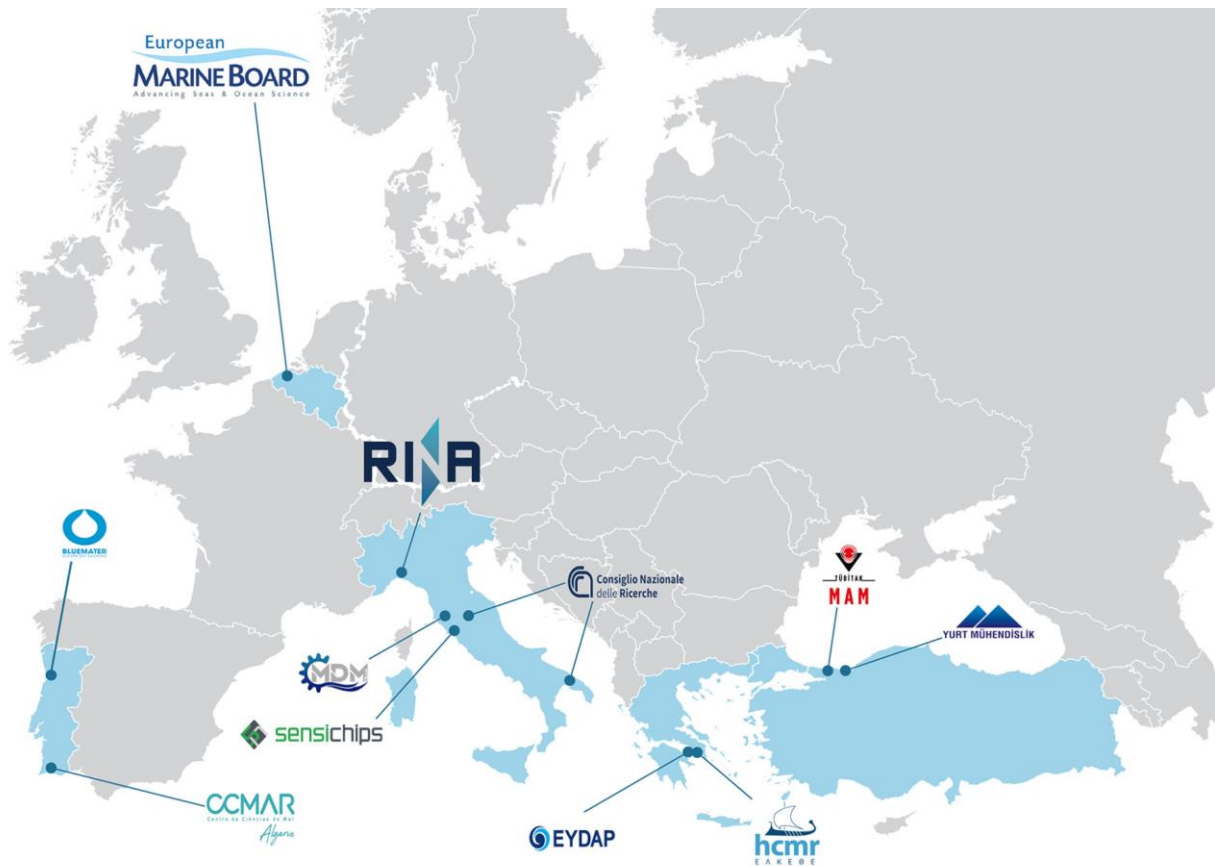 European
MARINE BOARD
Advancing Seas & Ocean Science
RINA
BLUEMATER
Consiglio Nazionale
delle Ricerche
TÜBİTAK
MAM
YURT MÜHENDİSLİK
MDM
sensichips
CCMAR
Centro de Ciências do Mar
Algarve
EYDAP
hcmr
ΕΛΚΕΘΕ